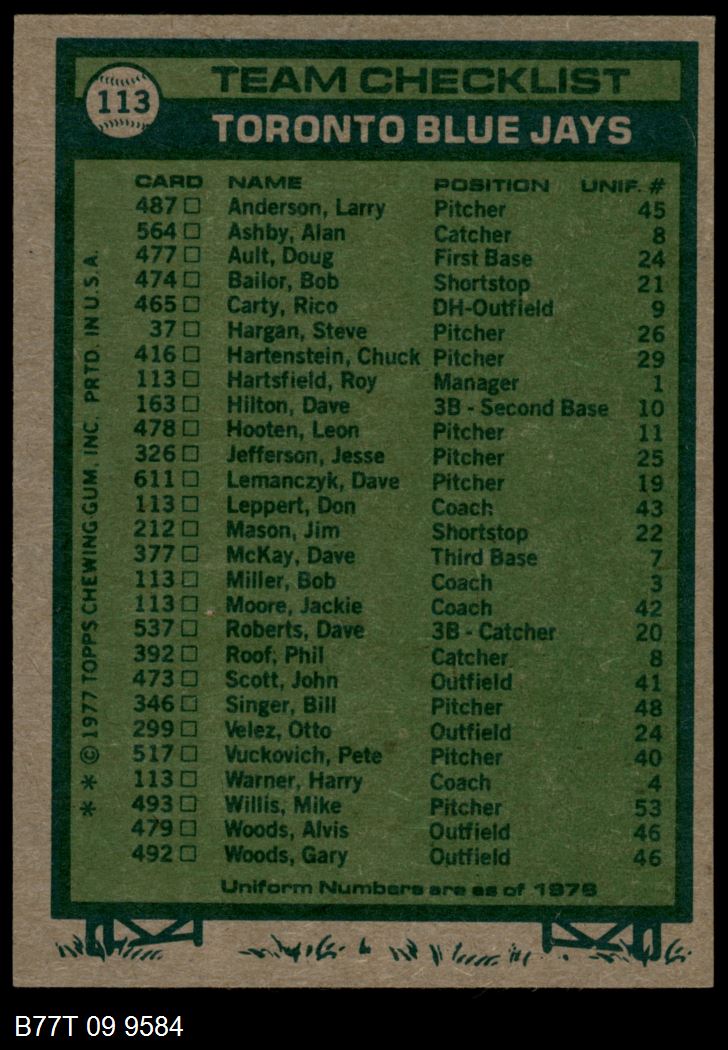 113
TEAM CHECKLIST
TORONTO BLUE JAYS
CARD NAME POSITION UNIF. #
487 □ Anderson, Larry Pitcher 45
564 □ Ashby, Alan Catcher 8
477 □ Ault, Doug First Base 24
474 □ Bailor, Bob Shortstop 21
465 □ Carty, Rico DH-Outfield 9
37 □ Hargan, Steve Pitcher 26
416 □ Hartenstein, Chuck Pitcher 29
113 □ Hartsfield, Roy Manager 1
163 □ Hilton, Dave 3B - Second Base 10
478 □ Hooten, Leon Pitcher 11
326 □ Jefferson, Jesse Pitcher 25
611 □ Lemanczyk, Dave Pitcher 19
113 □ Leppert, Don Coach 43
212 □ Mason, Jim Shortstop 22
377 □ McKay, Dave Third Base 7
113 □ Miller, Bob Coach 3
113 □ Moore, Jackie Coach 42
537 □ Roberts, Dave 3B - Catcher 20
392 □ Roof, Phil Catcher 8
473 □ Scott, John Outfield 41
346 □ Singer, Bill Pitcher 48
299 □ Velez, Otto Outfield 24
517 □ Vuckovich, Pete Pitcher 40
113 □ Warner, Harry Coach 4
493 □ Willis, Mike Pitcher 53
479 □ Woods, Alvis Outfield 46
492 □ Woods, Gary Outfield 46
Uniform Numbers are as of 1976
* * © 1977 TOPPS CHEWING GUM, INC. PRTD. IN U.S.A.
B77T 09 9584